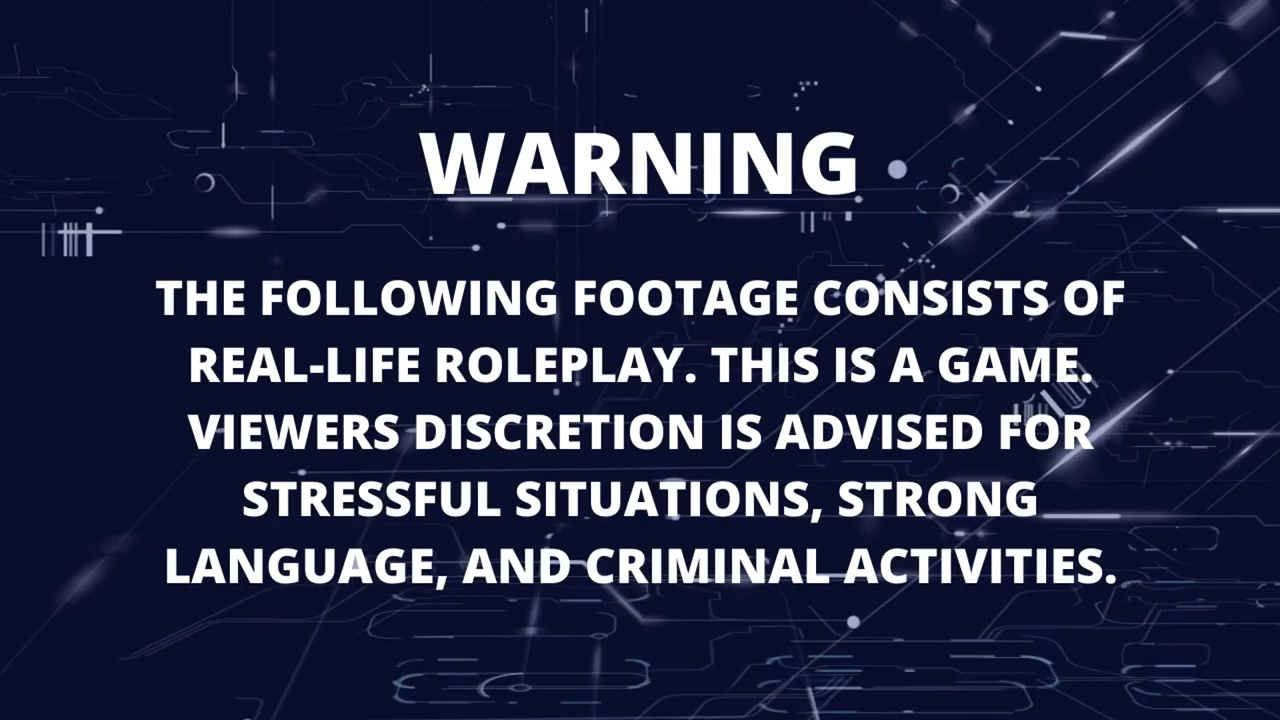 WARNING
THE FOLLOWING FOOTAGE CONSISTS OF
REAL-LIFE ROLEPLAY. THIS IS A GAME.
VIEWERS DISCRETION IS ADVISED FOR
STRESSFUL SITUATIONS, STRONG
LANGUAGE, AND CRIMINAL ACTIVITIES.